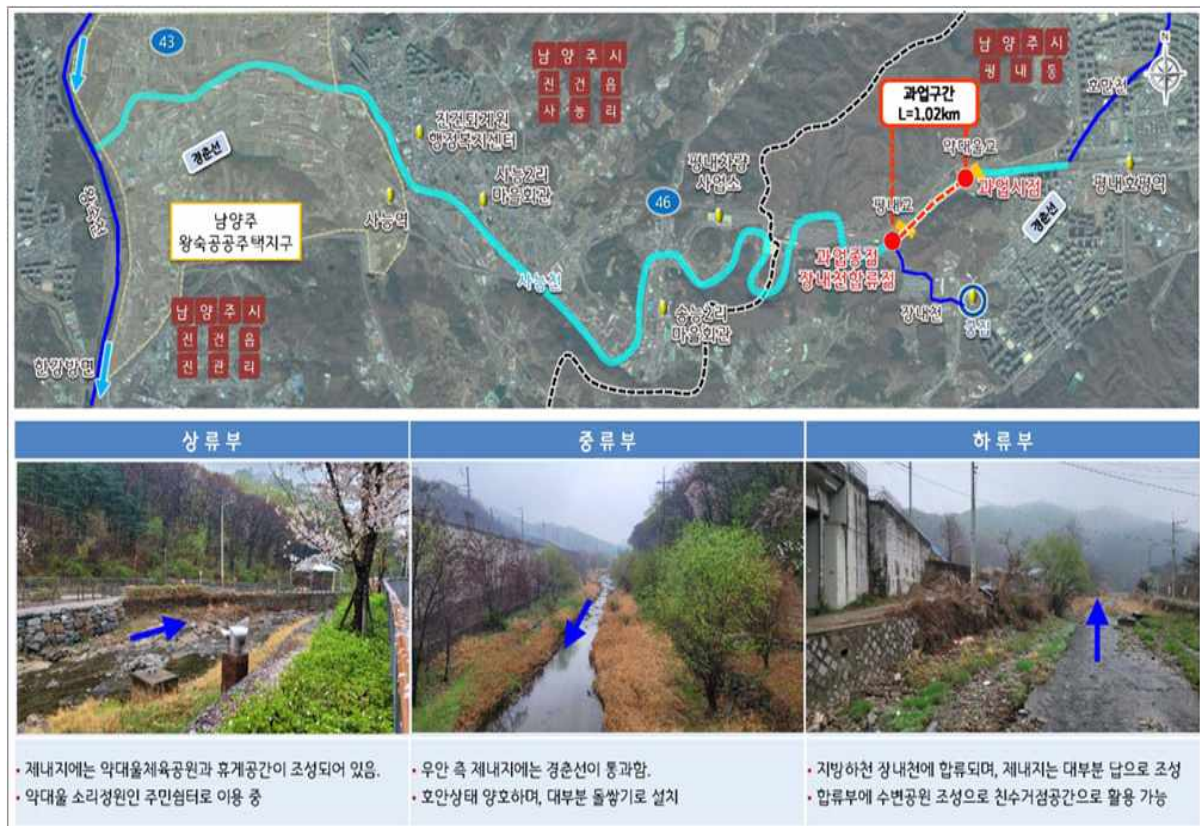 43
남양주시
진건읍
사능리
남양주시
평내동
N
과업구간
L=1.02km
호만천
진건퇴계원
행정복지센터
경춘선
약대울교
평내차량
사업소
과업시점
평내호평역
사능2리
마을회관
왕숙천
사능역
46
평내교
경춘선
남양주
왕숙공공주택지구
과업종점
장내천합류점
사능천
장내천
종점
남양주시
진건읍
진관리
송능2리
마을회관
한강방면
상류부
중류부
하류부
• 제내지에는 약대울체육공원과 휴게공간이 조성되어 있음.
• 약대울 소리정원인 주민쉼터로 이용 중
• 우안 측 제내지에는 경춘선이 통과함.
• 호안상태 양호하며, 대부분 돌쌓기로 설치
• 지방하천 장내천에 합류되며, 제내지는 대부분 답으로 조성
• 합류부에 수변공원 조성으로 친수거점공간으로 활용 가능